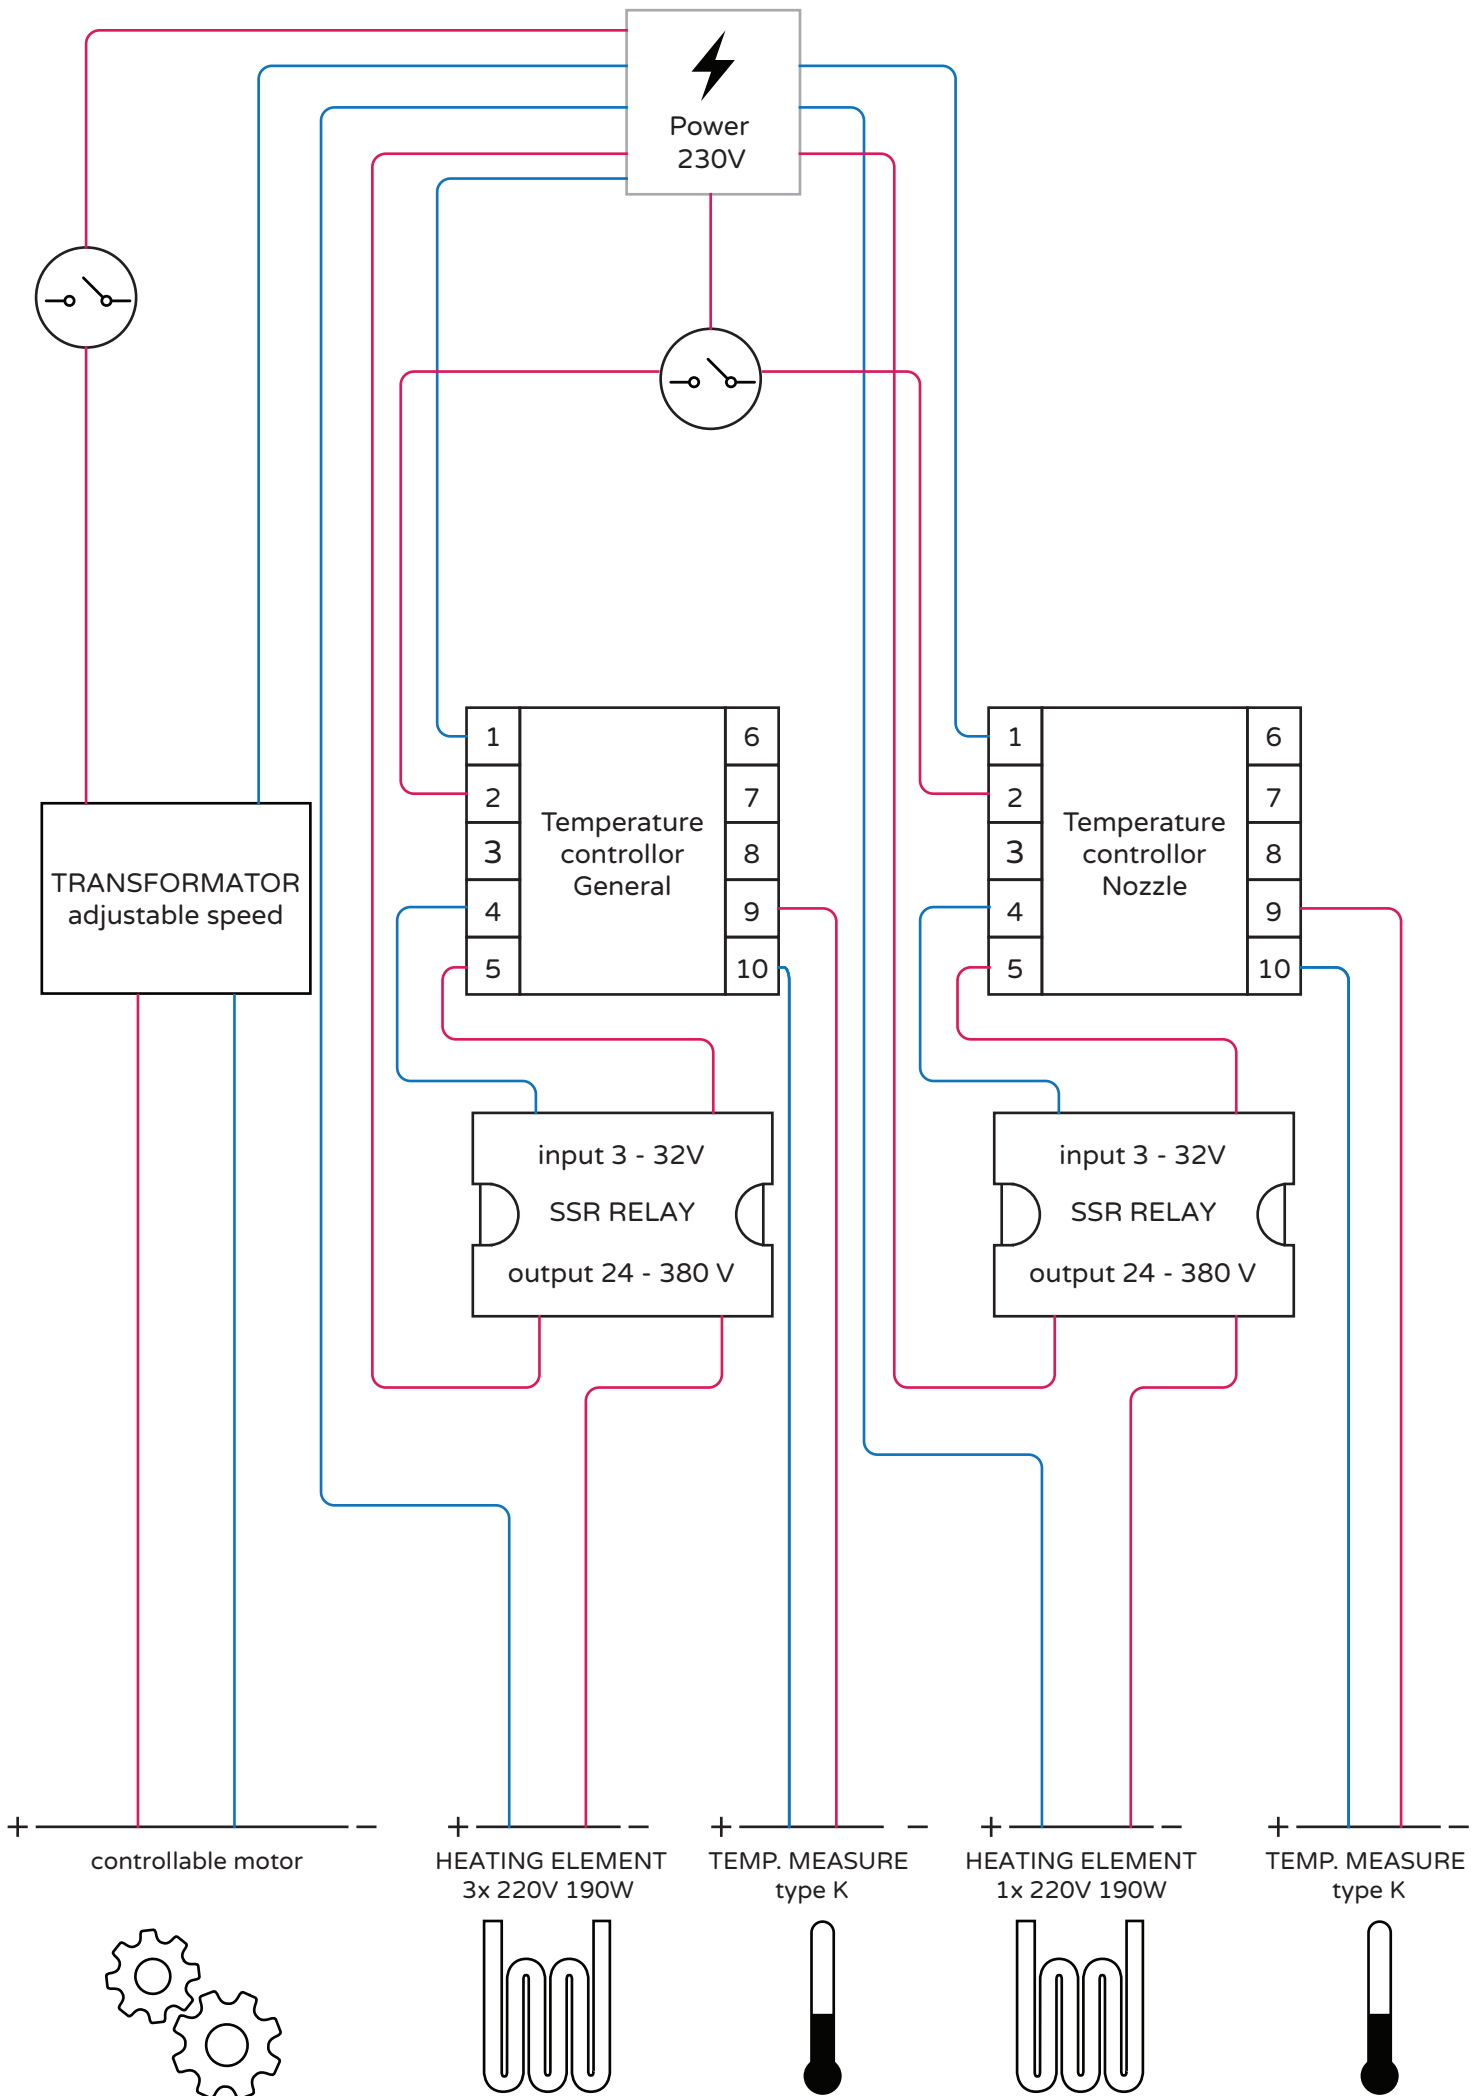 Power
230V
1
2
3
4
5
Temperature
controllor
General
6
7
8
9
10
1
2
3
4
5
Temperature
controllor
Nozzle
6
7
8
9
10
TRANSFORMATOR
adjustable speed
input 3 - 32V
SSR RELAY
output 24 - 380 V
input 3 - 32V
SSR RELAY
output 24 - 380 V
+ −
controllable motor
+ −
HEATING ELEMENT
3x 220V 190W
+ −
TEMP. MEASURE
type K
+ −
HEATING ELEMENT
1x 220V 190W
+ −
TEMP. MEASURE
type K